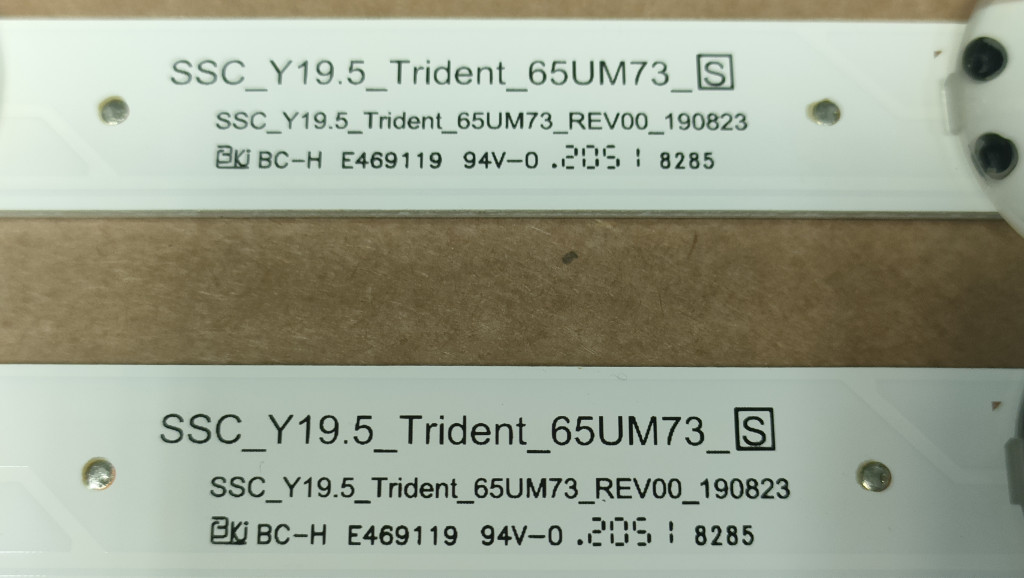 SSC_Y19.5_Trident_65UM73_S
SSC_Y19.5_Trident_65UM73_REV00_190823
BC-H E469119 94V-0 .2051 8285
SSC_Y19.5_Trident_65UM73_S
SSC_Y19.5_Trident_65UM73_REV00_190823
BC-H E469119 94V-0 .2051 8285